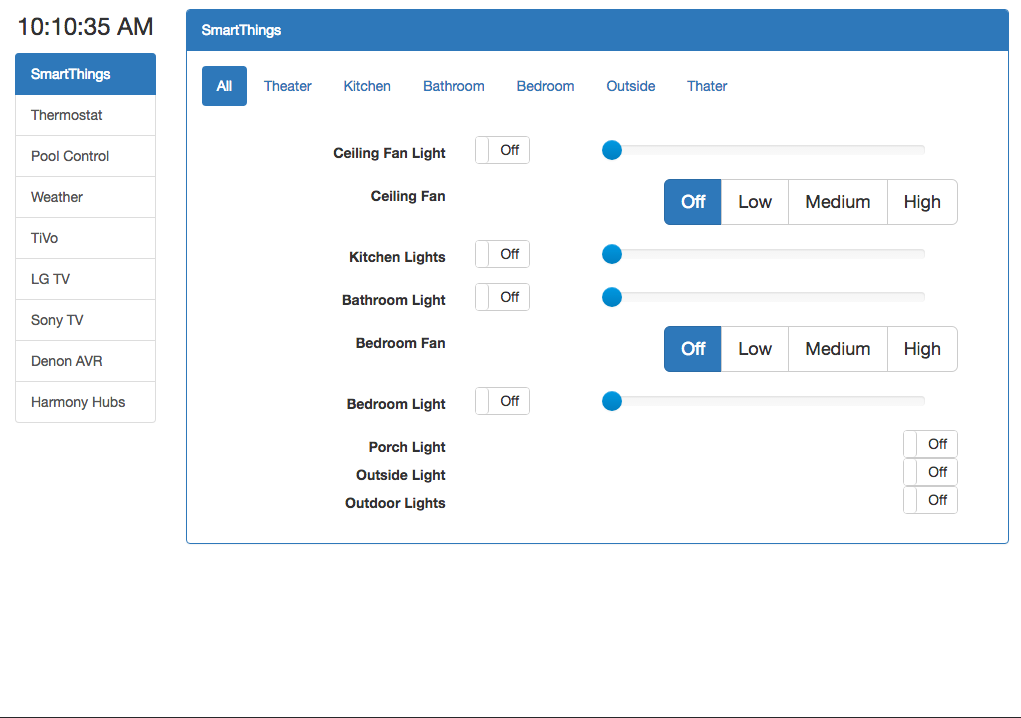 10:10:35 AM
SmartThings
Thermostat
Pool Control
Weather
TiVo
LG TV
Sony TV
Denon AVR
Harmony Hubs
SmartThings
All Theater Kitchen Bathroom Bedroom Outside Thater
Ceiling Fan Light Off
Ceiling Fan Off Low Medium High
Kitchen Lights Off
Bathroom Light Off
Bedroom Fan Off Low Medium High
Bedroom Light Off
Porch Light Off
Outside Light Off
Outdoor Lights Off